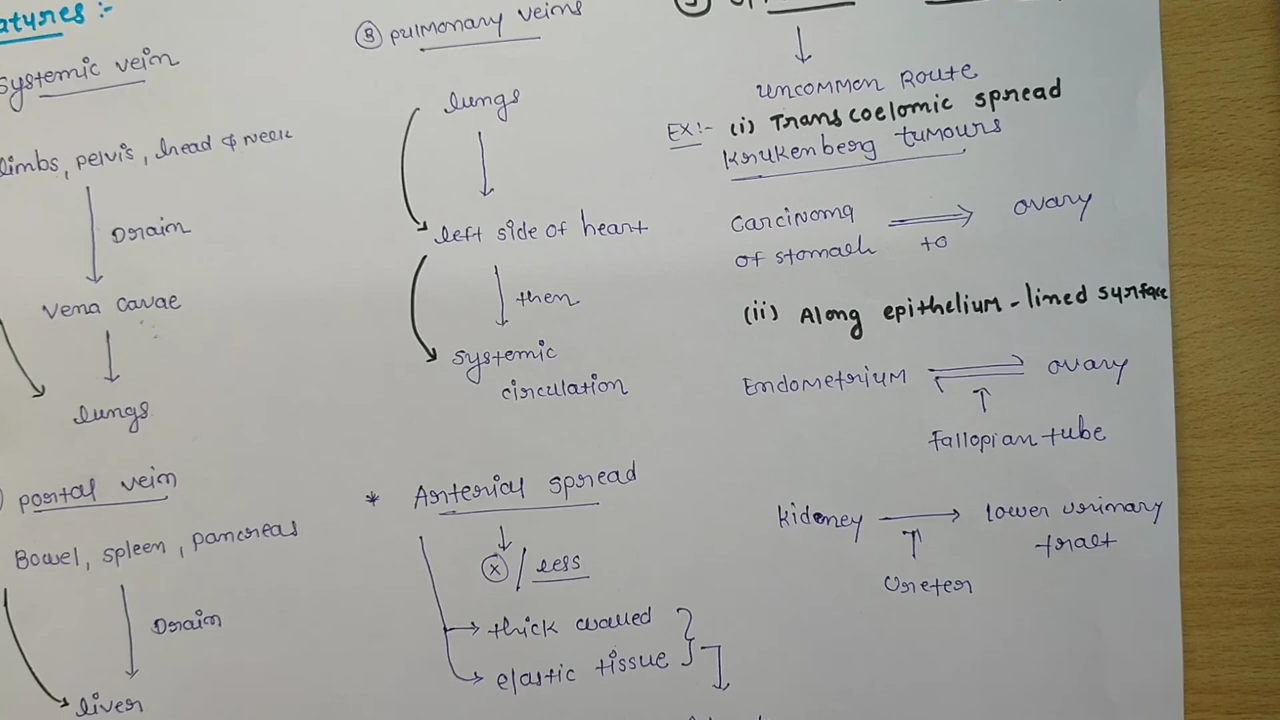 atures :-
Systemic vein
limbs, pelvis, head & neck
Drain
Vena cavae
lungs
portal vein
Bowel, spleen, pancreas
Drain
liver
Ⓑ pulmonary veins
lungs
left side of heart
then
systemic
circulation
* Arterial spread
ⓧ / less
thick walled
elastic tissue
uncommon Route
EX:- (i) Trans coelomic spread
Krukenberg tumours
Carcinoma
of stomach
to
ovary
(ii) Along epithelium-lined surface
Endometrium
ovary
fallopian tube
Kideney
lower urinary
tract
Ureter